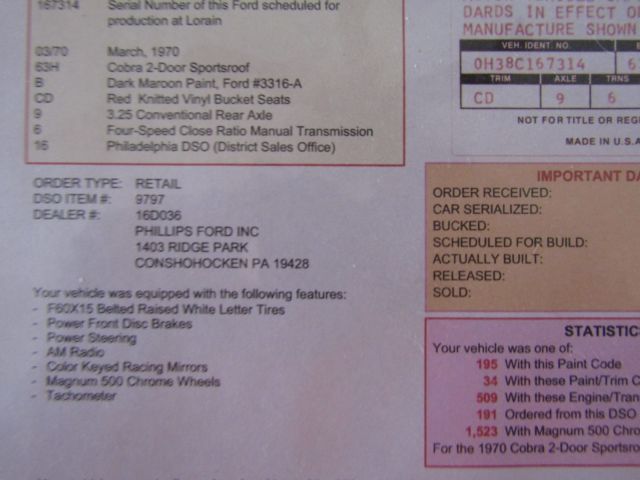 167314 Serial Number of this Ford scheduled for
production at Lorain
03/70 March, 1970
63H Cobra 2-Door Sportsroof
B Dark Maroon Paint, Ford #3316-A
CD Red Knitted Vinyl Bucket Seats
9 3.25 Conventional Rear Axle
6 Four-Speed Close Ratio Manual Transmission
16 Philadelphia DSO (District Sales Office)
ORDER TYPE: RETAIL
DSO ITEM #: 9797
DEALER #: 16D036
PHILLIPS FORD INC
1403 RIDGE PARK
CONSHOHOCKEN PA 19428
Your vehicle was equipped with the following features:
- F60X15 Belted Raised White Letter Tires
- Power Front Disc Brakes
- Power Steering
- AM Radio
- Color Keyed Racing Mirrors
- Magnum 500 Chrome Wheels
- Tachometer
DARDS IN EFFECT O
MANUFACTURE SHOWN
VEH. IDENT. NO.
0H38C167314 6
TRIM AXLE TRNS
CD 9 6
NOT FOR TITLE OR REG
MADE IN U.S.A
IMPORTANT DA
ORDER RECEIVED:
CAR SERIALIZED:
BUCKED:
SCHEDULED FOR BUILD:
ACTUALLY BUILT:
RELEASED:
SOLD:
STATISTIC
Your vehicle was one of:
195 With this Paint Code
34 With these Paint/Trim C
509 With these Engine/Tran
191 Ordered from this DSO
1,523 With Magnum 500 Chro
For the 1970 Cobra 2-Door Sportsro